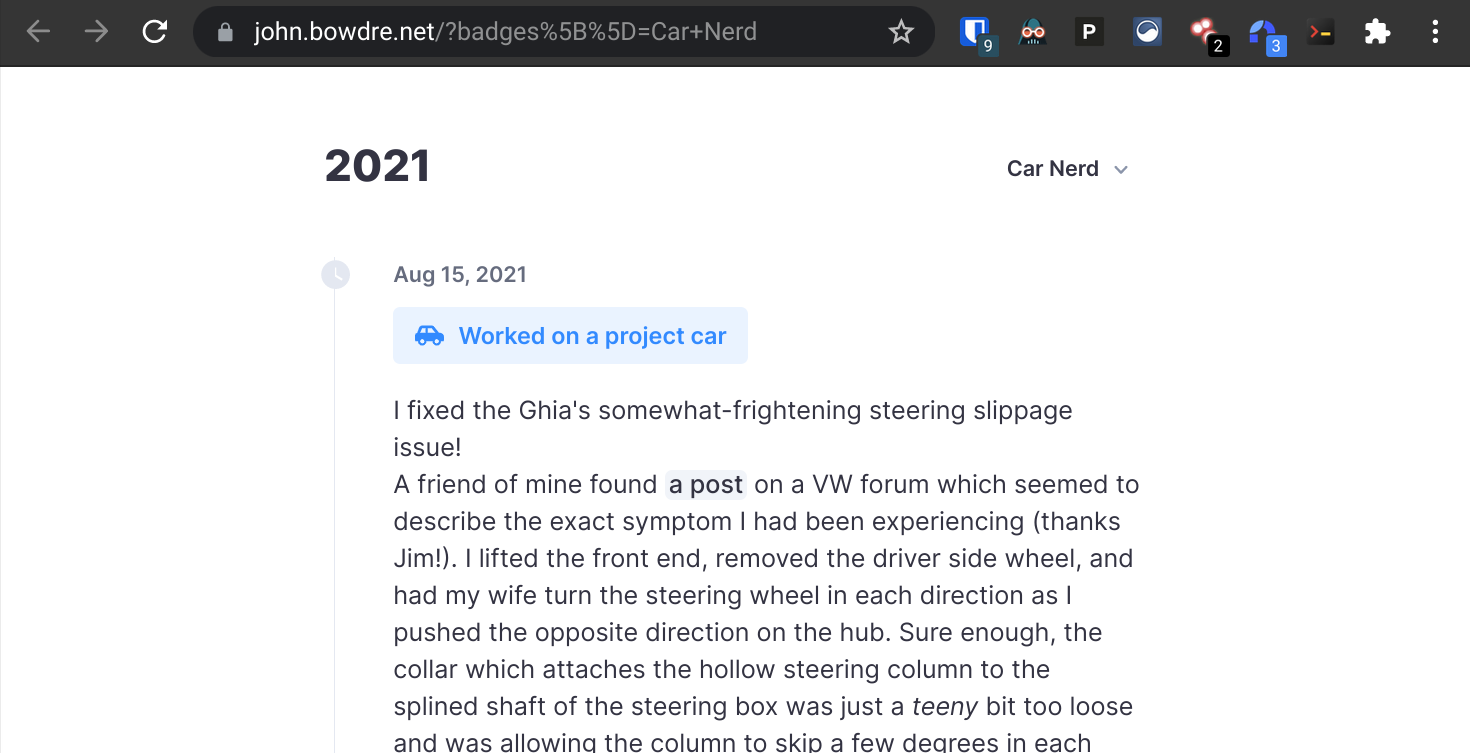 john.bowdre.net/?badges%5B%5D=Car+Nerd
9
P
2
3
2021
Car Nerd
Aug 15, 2021
Worked on a project car
I fixed the Ghia's somewhat-frightening steering slippage
issue!
A friend of mine found a post on a VW forum which seemed to
describe the exact symptom I had been experiencing (thanks
Jim!). I lifted the front end, removed the driver side wheel, and
had my wife turn the steering wheel in each direction as I
pushed the opposite direction on the hub. Sure enough, the
collar which attaches the hollow steering column to the
splined shaft of the steering box was just a teeny bit too loose
and was allowing the column to skip a few degrees in each